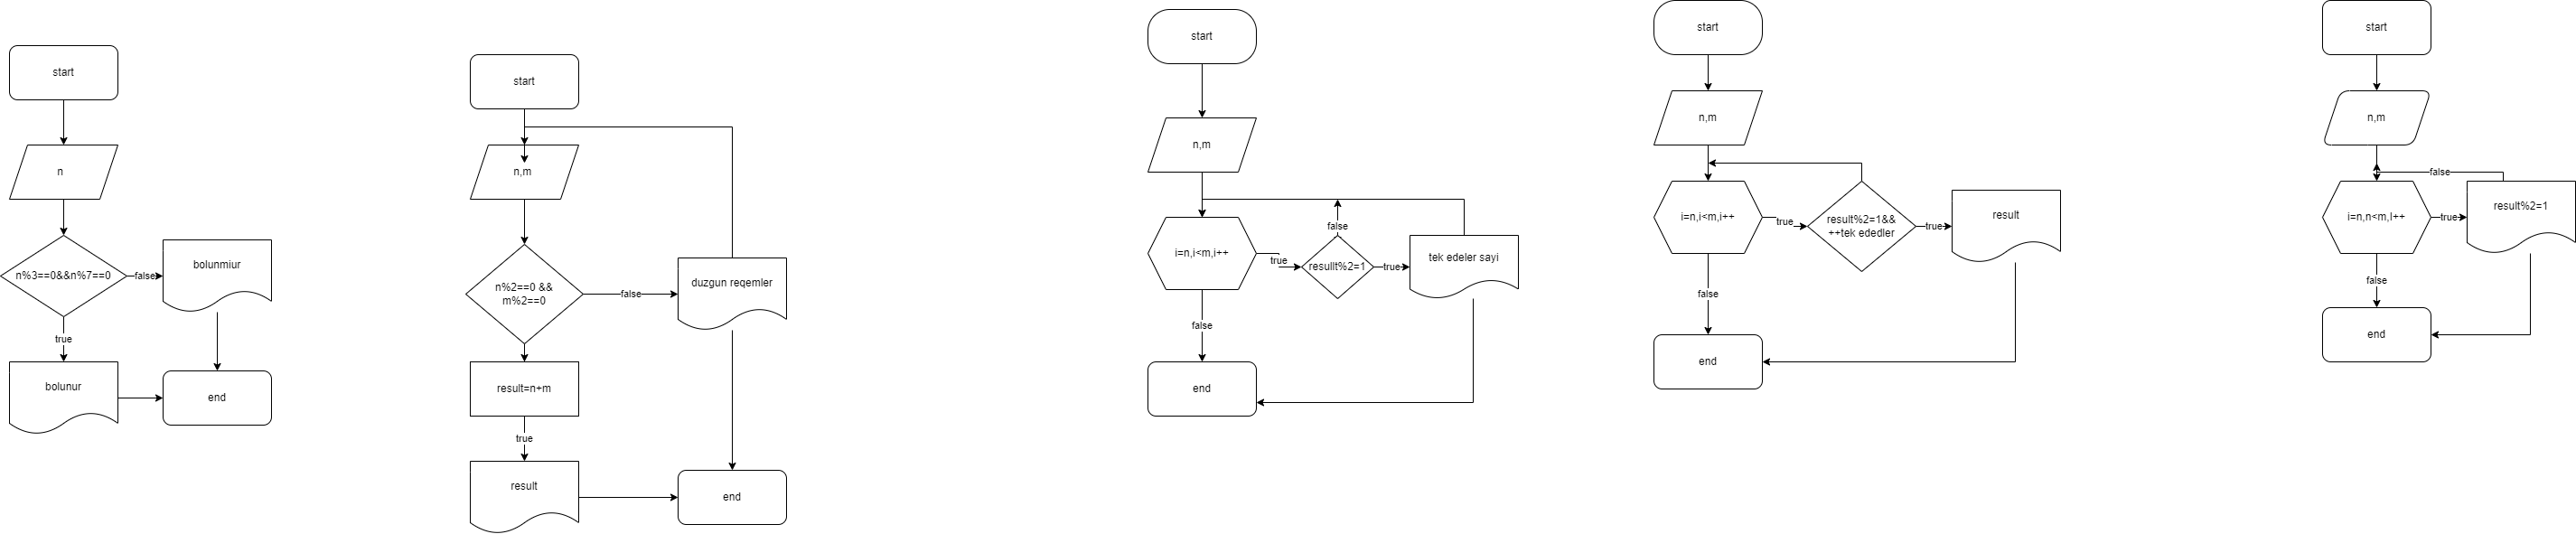 start
n
n%3==0&&n%7==0
false
bolunmiur
true
bolunur
end
start
n,m
n%2==0 &&
m%2==0
false
duzgun reqemler
result=n+m
true
result
end
start
n,m
i=n,i<m,i++
true
false
resullt%2=1
true
tek edeler sayi
false
end
start
n,m
i=n,i<m,i++
true
result%2=1&&
++tek ededler
true
result
false
end
start
n,m
false
i=n,n<m,I++
true
result%2=1
false
end